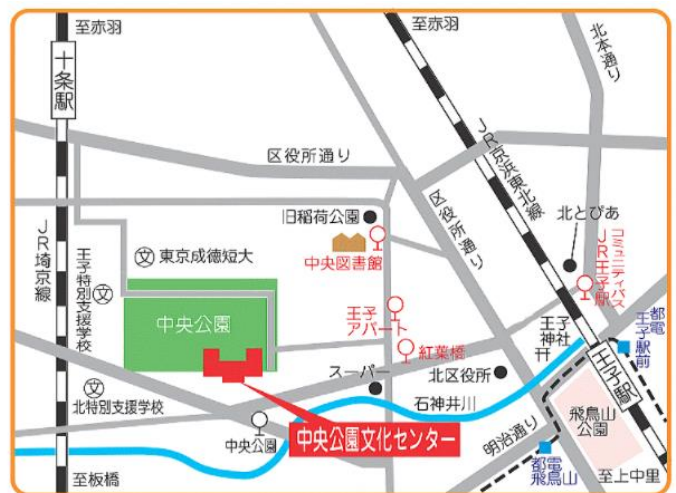 至赤羽
至赤羽
北本通り
十条駅
JR京浜東北線
区役所通り
区役所通り
旧稲荷公園
北とぴあ
中央図書館
コミュニティバス
JR王子駅
JR埼京線
王子特別支援学校
文
文 東京成徳短大
中央公園
王子
アパート
紅葉橋
王子
神社
都電
王子駅前
王子駅
スーパー
北区役所
石神井川
文
北特別支援学校
中央公園
中央公園文化センター
明治通り
飛鳥山
公園
都電
飛鳥山
至板橋
至上中里